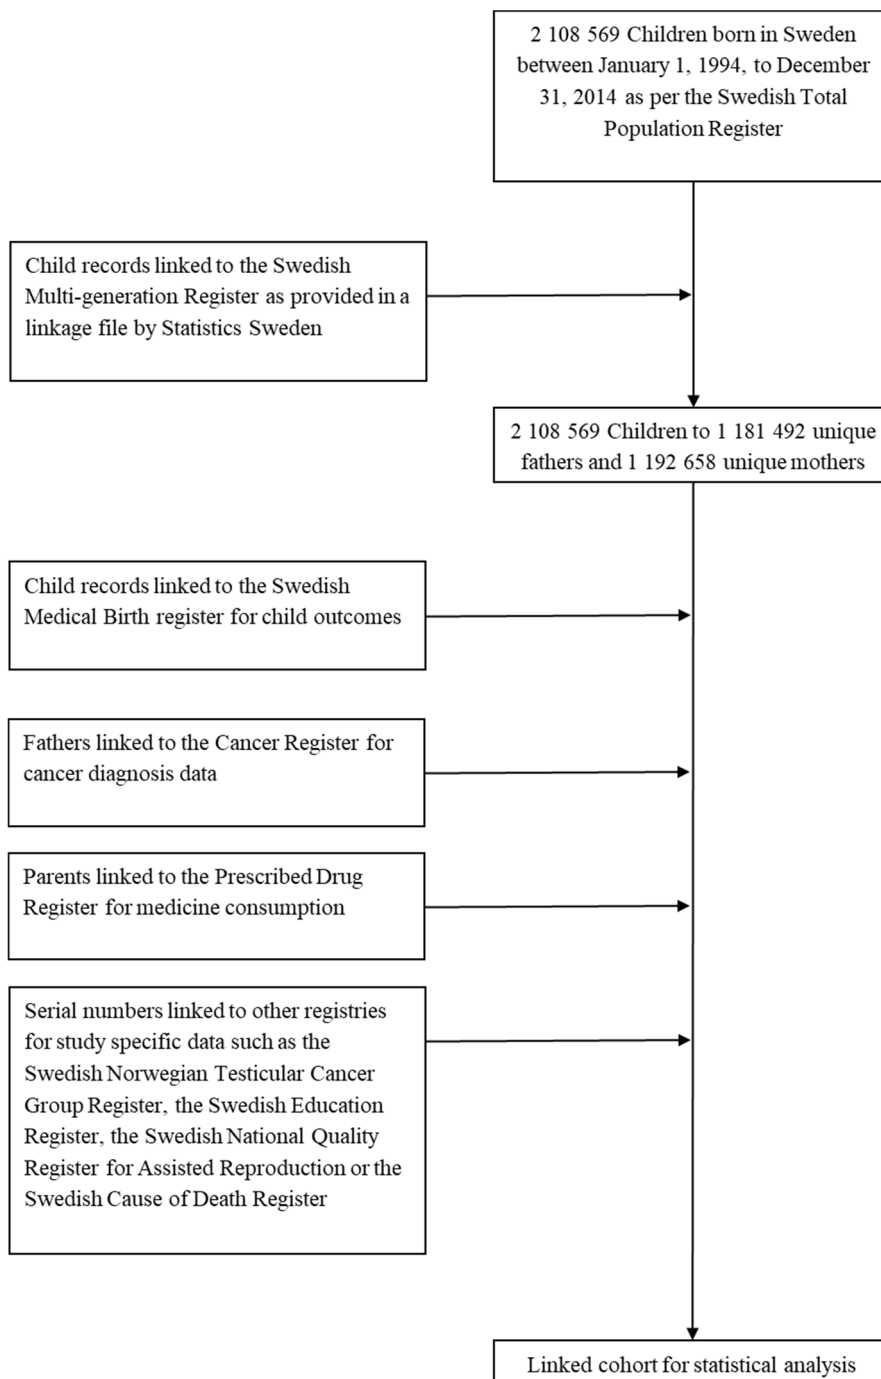 2 108 569 Children born in Sweden
between January 1, 1994, to December
31, 2014 as per the Swedish Total
Population Register
Child records linked to the Swedish
Multi-generation Register as provided in a
linkage file by Statistics Sweden
2 108 569 Children to 1 181 492 unique
fathers and 1 192 658 unique mothers
Child records linked to the Swedish
Medical Birth register for child outcomes
Fathers linked to the Cancer Register for
cancer diagnosis data
Parents linked to the Prescribed Drug
Register for medicine consumption
Serial numbers linked to other registries
for study specific data such as the
Swedish Norwegian Testicular Cancer
Group Register, the Swedish Education
Register, the Swedish National Quality
Register for Assisted Reproduction or the
Swedish Cause of Death Register
Linked cohort for statistical analysis